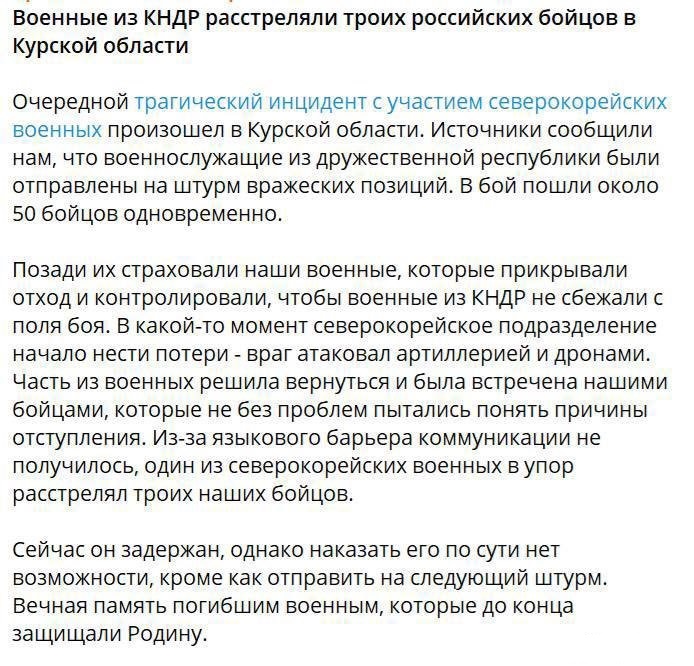 Военные из КНДР расстреляли троих российских бойцов в
Курской области
Очередной трагический инцидент с участием северокорейских
военных произошел в Курской области. Источники сообщили
нам, что военнослужащие из дружественной республики были
отправлены на штурм вражеских позиций. В бой пошли около
50 бойцов одновременно.
Позади их страховали наши военные, которые прикрывали
отход и контролировали, чтобы военные из КНДР не сбежали с
поля боя. В какой-то момент северокорейское подразделение
начало нести потери - враг атаковал артиллерией и дронами.
Часть из военных решила вернуться и была встречена нашими
бойцами, которые не без проблем пытались понять причины
отступления. Из-за языкового барьера коммуникации не
получилось, один из северокорейских военных в упор
расстрелял троих наших бойцов.
Сейчас он задержан, однако наказать его по сути нет
возможности, кроме как отправить на следующий штурм.
Вечная память погибшим военным, которые до конца
защищали Родину.